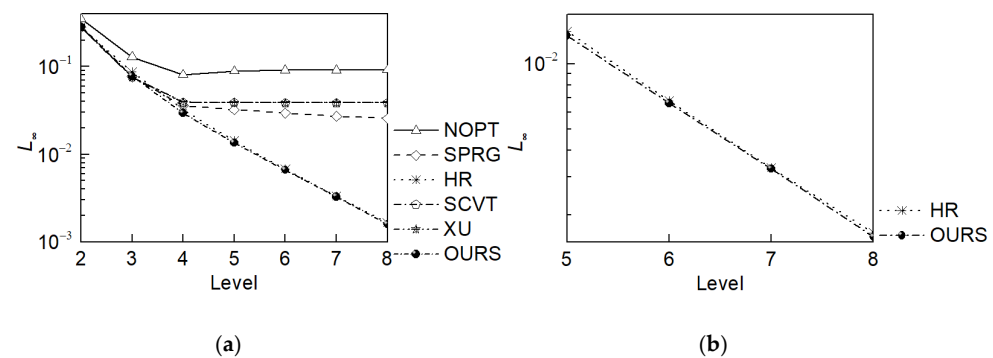 10⁻¹
10⁻²
10⁻³
L∞
2 3 4 5 6 7 8
Level
NOPT
SPRG
HR
SCVT
XU
OURS
(a)
10⁻²
L∞
5 6 7 8
Level
HR
OURS
(b)